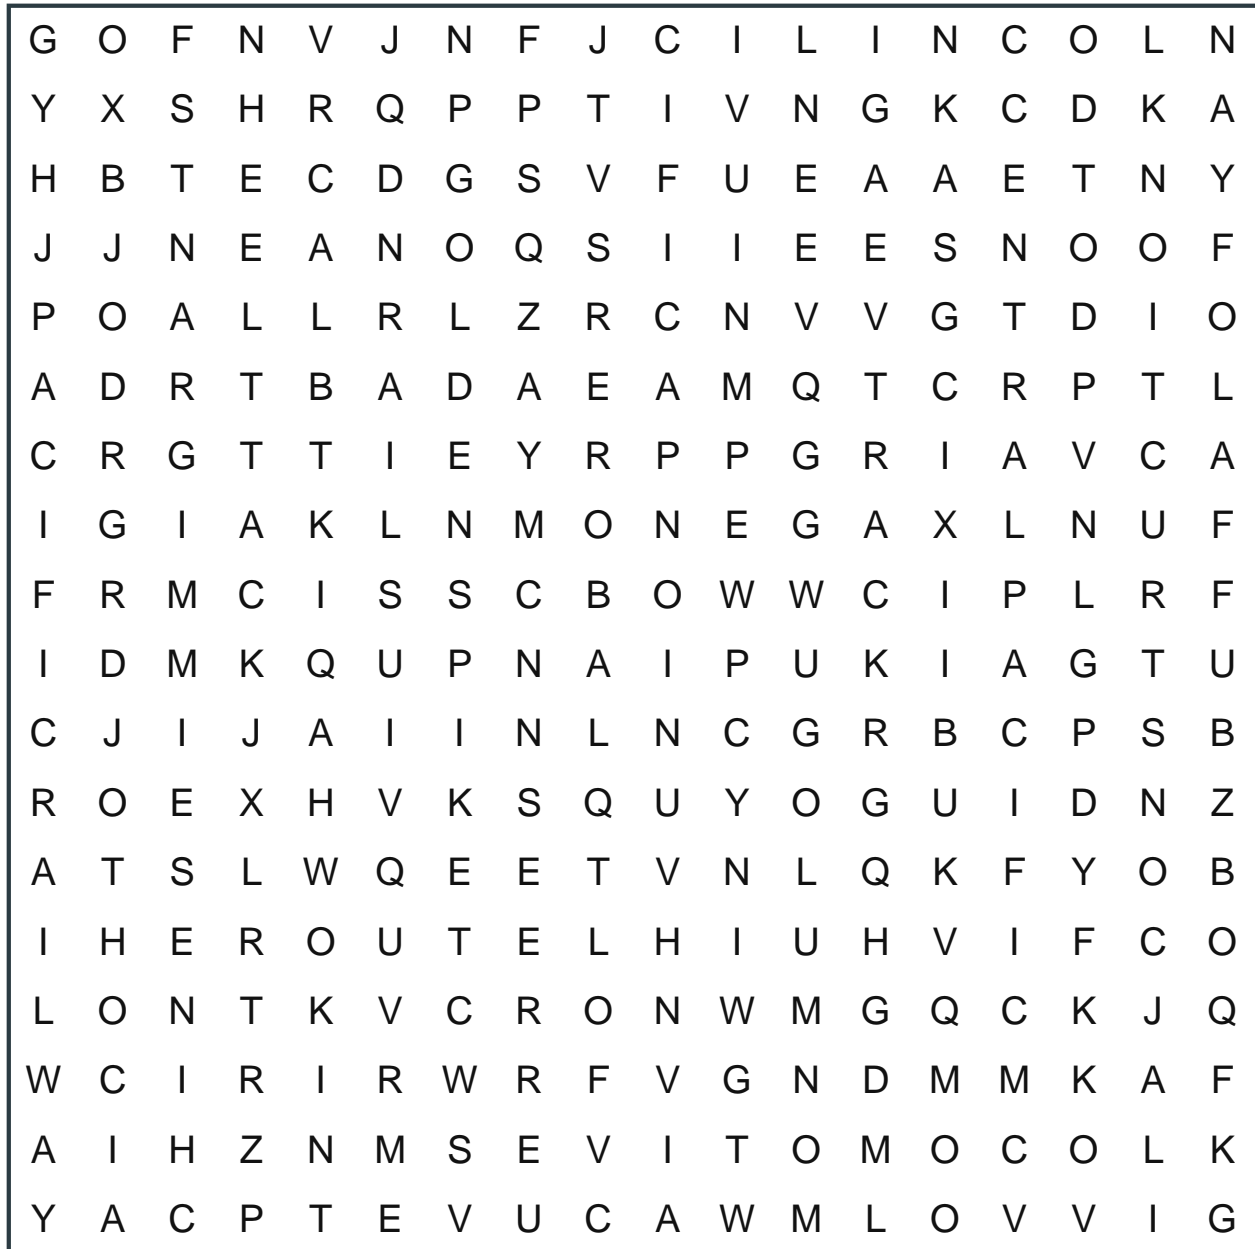 G O F N V J N F J C I L I N C O L N
Y X S H R Q P P T I V N G K C D K A
H B T E C D G S V F U E A A E T N Y
J J N E A N O Q S I I E E S N O O F
P O A L L R L Z R C N V V G T D I O
A D R T B A D A E A M Q T C R P T L
C R G T T I E Y R P P G R I A V C A
I G I A K L N M O N E G A X L N U F
F R M C I S S C B O W W C I P L R F
I D M K Q U P N A I P U K I A G T U
C J I J A I I N L N C G R B C P S B
R O E X H V K S Q U Y O G U I D N Z
A T S L W Q E E T V N L Q K F Y O B
I H E R O U T E L H I U H V I F C O
L O N T K V C R O N W M G Q C K J Q
W C I R I R W R F V G N D M M K A F
A I H Z N M S E V I T O M O C O L K
Y A C P T E V U C A W M L O V V I G